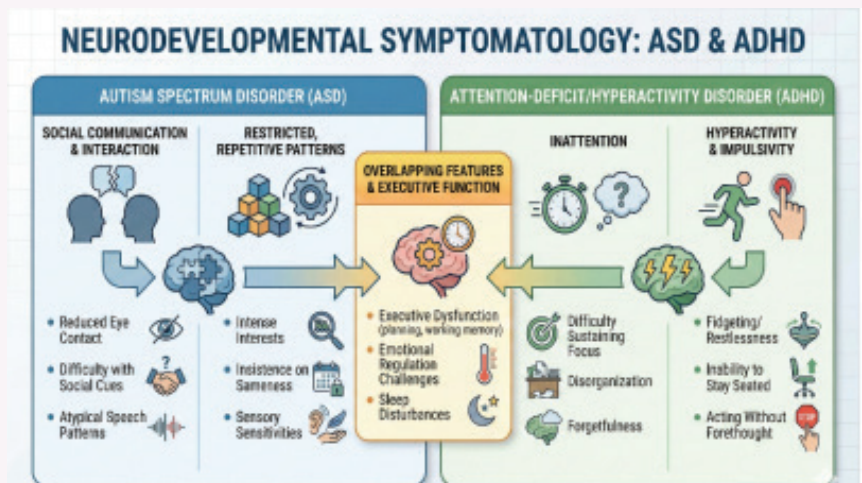 NEURODEVELOPMENTAL SYMPTOMATOLOGY: ASD & ADHD
AUTISM SPECTRUM DISORDER (ASD)
SOCIAL COMMUNICATION
& INTERACTION
RESTRICTED,
REPETITIVE PATTERNS
• Reduced Eye
Contact
• Difficulty with
Social Cues
?
• Atypical Speech
Patterns
• Intense
Interests
• Insistence on
Sameness
• Sensory
Sensitivities
OVERLAPPING FEATURES
& EXECUTIVE FUNCTION
• Executive Dysfunction
(planning, working memory)
• Emotional
Regulation
Challenges
• Sleep
Disturbances
ATTENTION-DEFICIT/HYPERACTIVITY DISORDER (ADHD)
INATTENTION
?
Difficulty
Sustaining
Focus
Disorganization
Forgetfulness
HYPERACTIVITY
& IMPULSIVITY
• Fidgeting/
Restlessness
• Inability to
Stay Seated
• Acting Without
Forethought
STOP